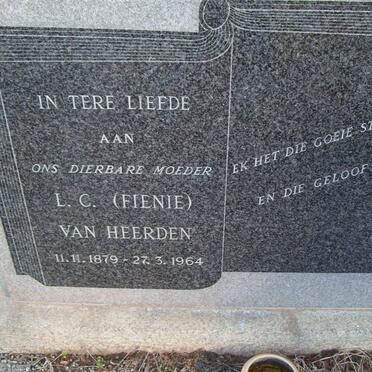 IN TERE LIEFDE
AAN
ONS DIERBARE MOEDER
L. C. (FIENIE)
VAN HEERDEN
11. 11. 1879 - 27. 3. 1964
EK HET DIE GOEIE
EN DIE GELOOF